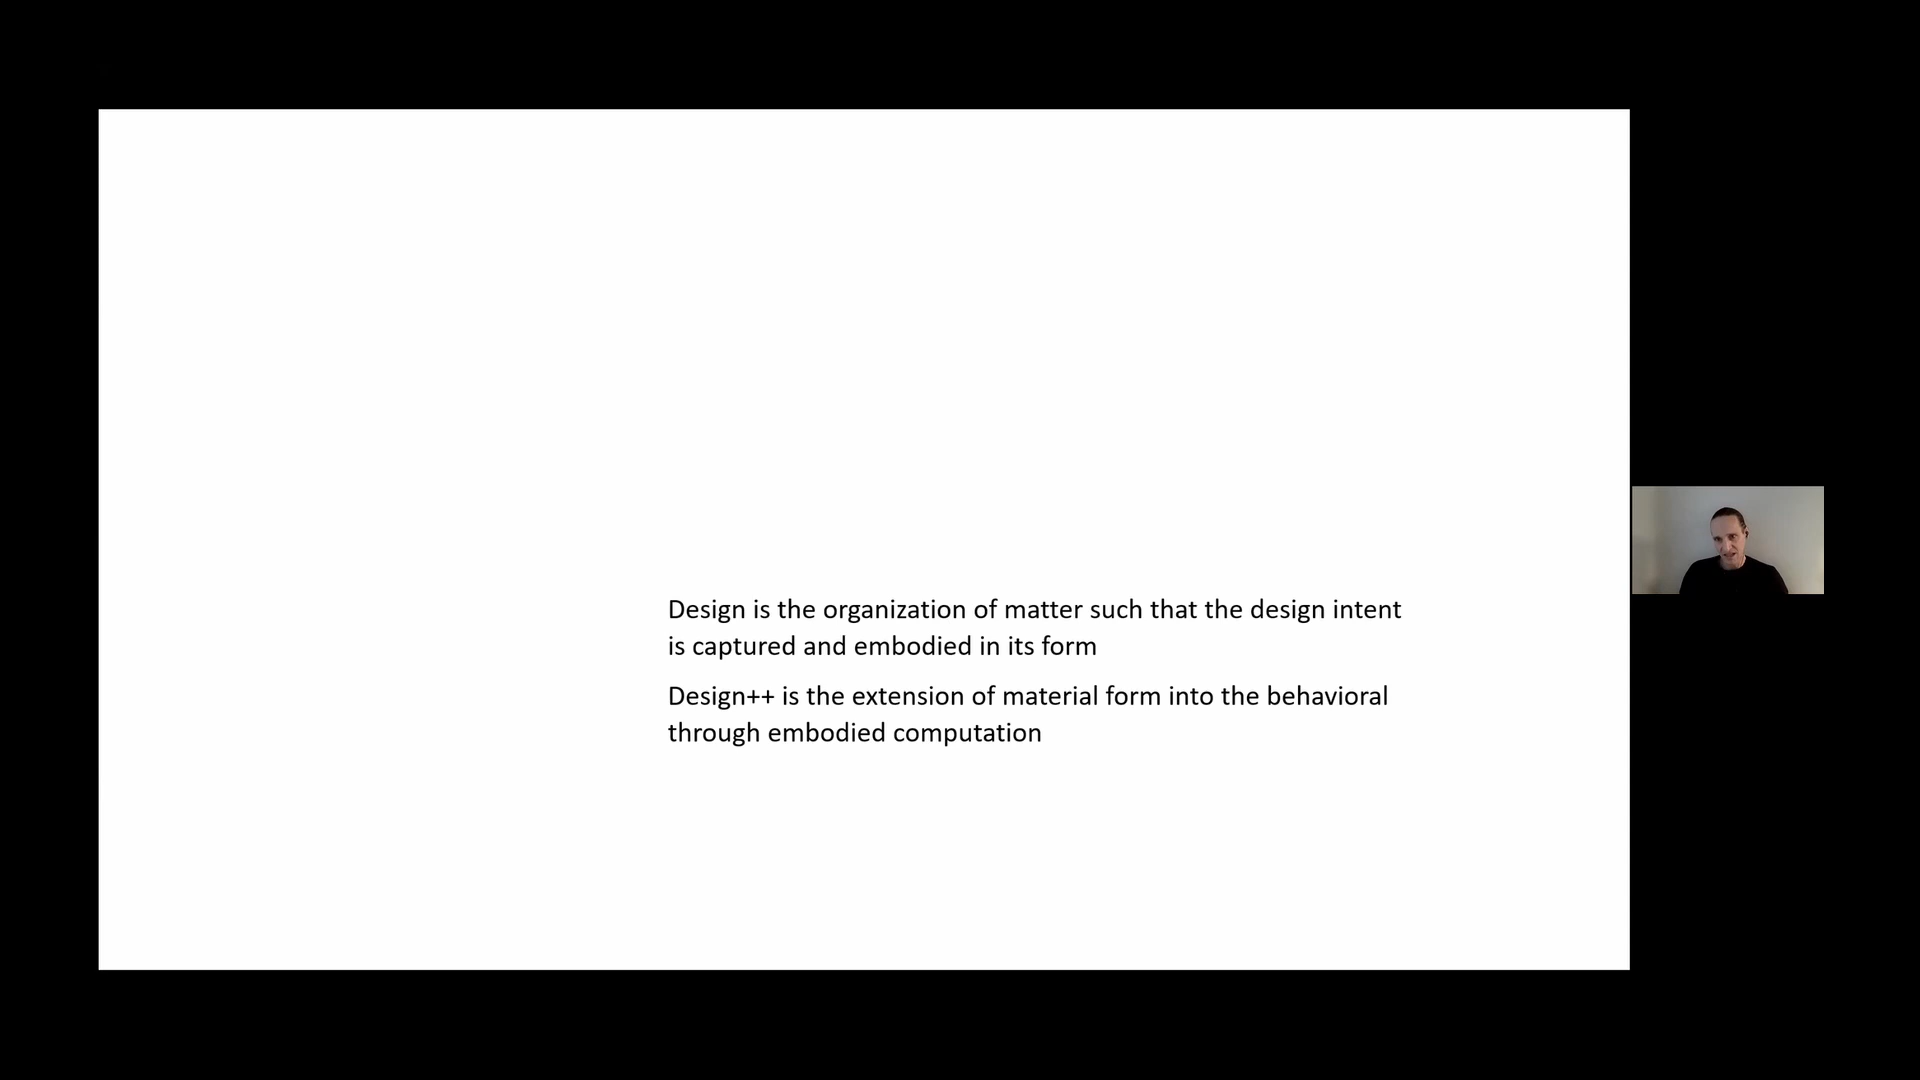 Design is the organization of matter such that the design intent
is captured and embodied in its form
Design++ is the extension of material form into the behavioral
through embodied computation